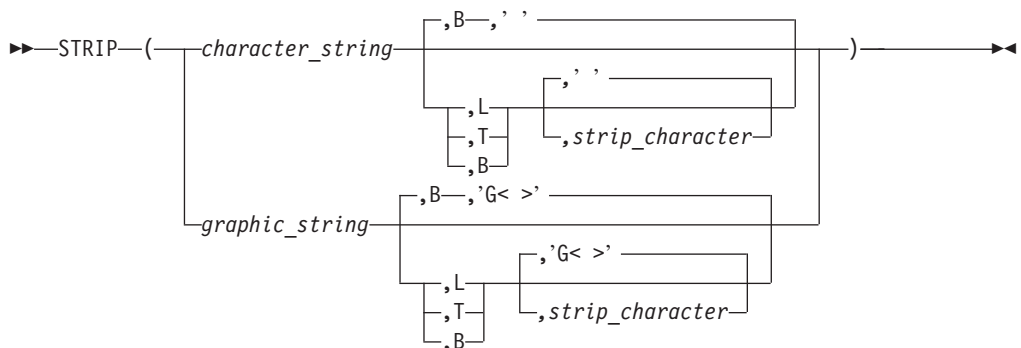 ,B ,' '
►►—STRIP—( character_string ) ►◄
,' '
,L
,T ,strip_character
,B
,B ,'G< >'
graphic_string
,'G< >'
,L
,T ,strip_character
,B